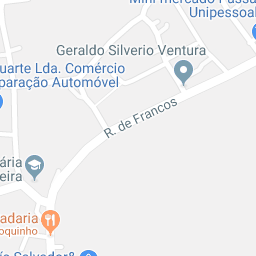 Mini mercado Passa
Unipessoal
Geraldo Silverio Ventura
uarte Lda. Comércio
paração Automóvel
R. de Francos
ária
eira
adaria
oquinho